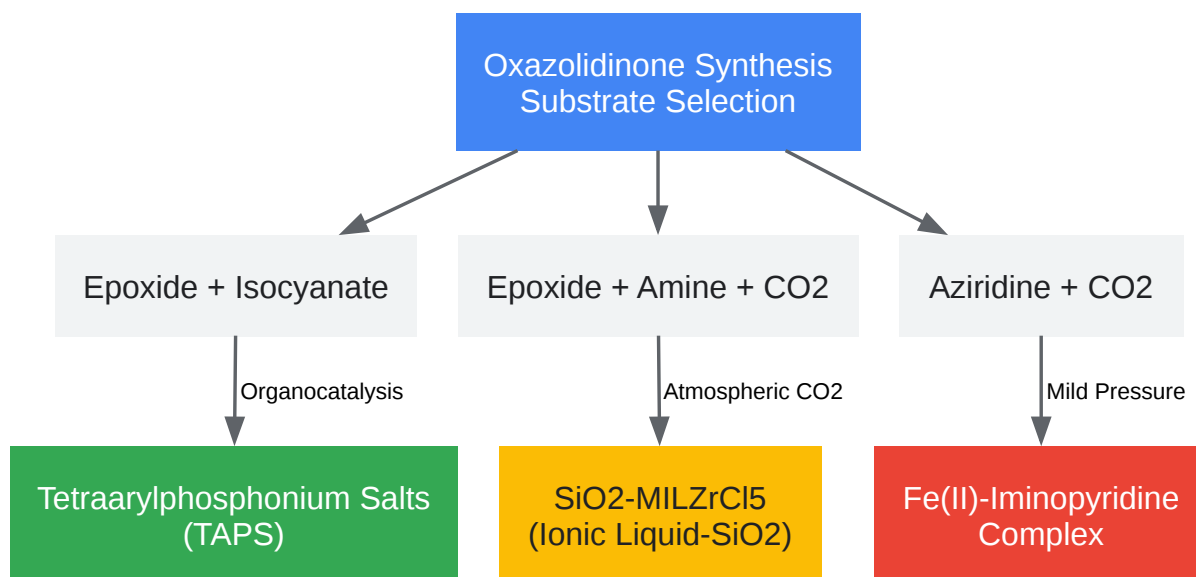 Oxazolidinone Synthesis
Substrate Selection
Epoxide + Isocyanate
Epoxide + Amine + CO2
Aziridine + CO2
Organocatalysis
Atmospheric CO2
Mild Pressure
Tetraarylphosphonium Salts
(TAPS)
SiO2-MILZrCl5
(Ionic Liquid-SiO2)
Fe(II)-Iminopyridine
Complex